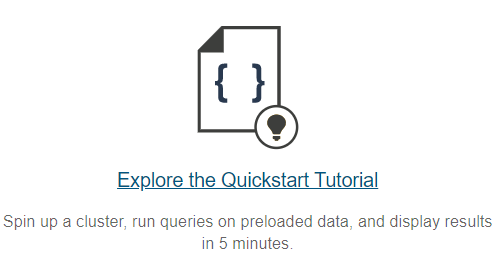 { }
Explore the Quickstart Tutorial
Spin up a cluster, run queries on preloaded data, and display results
in 5 minutes.